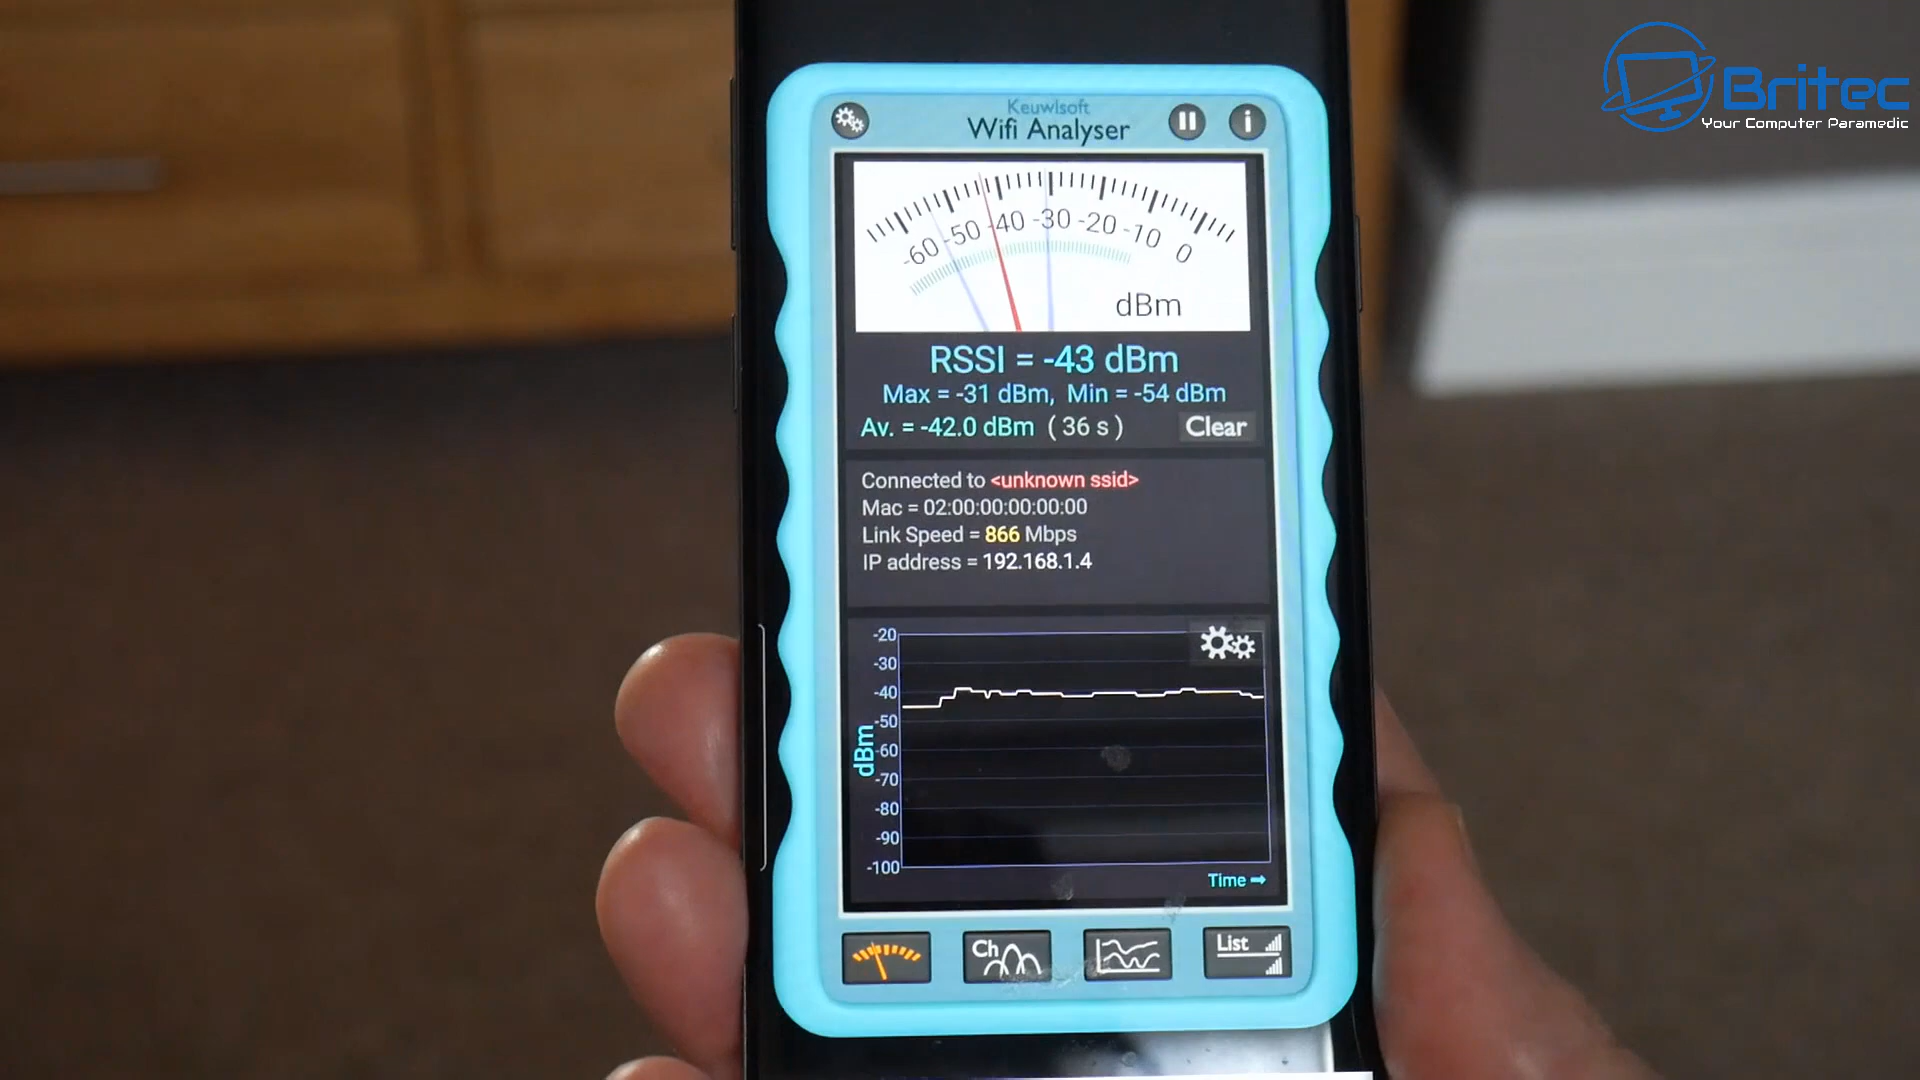 Britec
Your Computer Paramedic
Keuwlsoft
Wifi Analyser
-60 -50 -40 -30 -20 -10 0
dBm
RSSI = -43 dBm
Max = -31 dBm, Min = -54 dBm
Av. = -42.0 dBm ( 36 s )
Clear
Connected to <unknown ssid>
Mac = 02:00:00:00:00:00
Link Speed = 866 Mbps
IP address = 192.168.1.4
-20
-30
-40
-50
-60
-70
-80
-90
-100
dBm
Time
Ch
List